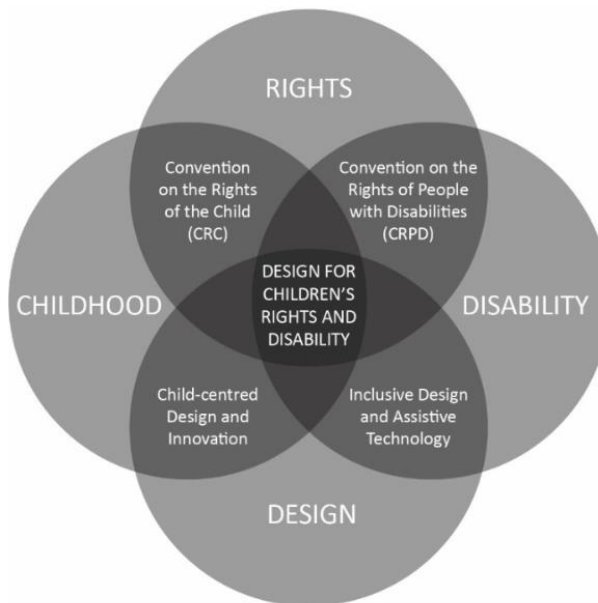 RIGHTS
Convention
on the Rights
of the Child
(CRC)
Convention on the
Rights of People
with Disabilities
(CRPD)
CHILDHOOD
DESIGN FOR
CHILDREN'S
RIGHTS AND
DISABILITY
DISABILITY
Child-centred
Design and
Innovation
Inclusive Design
and Assistive
Technology
DESIGN